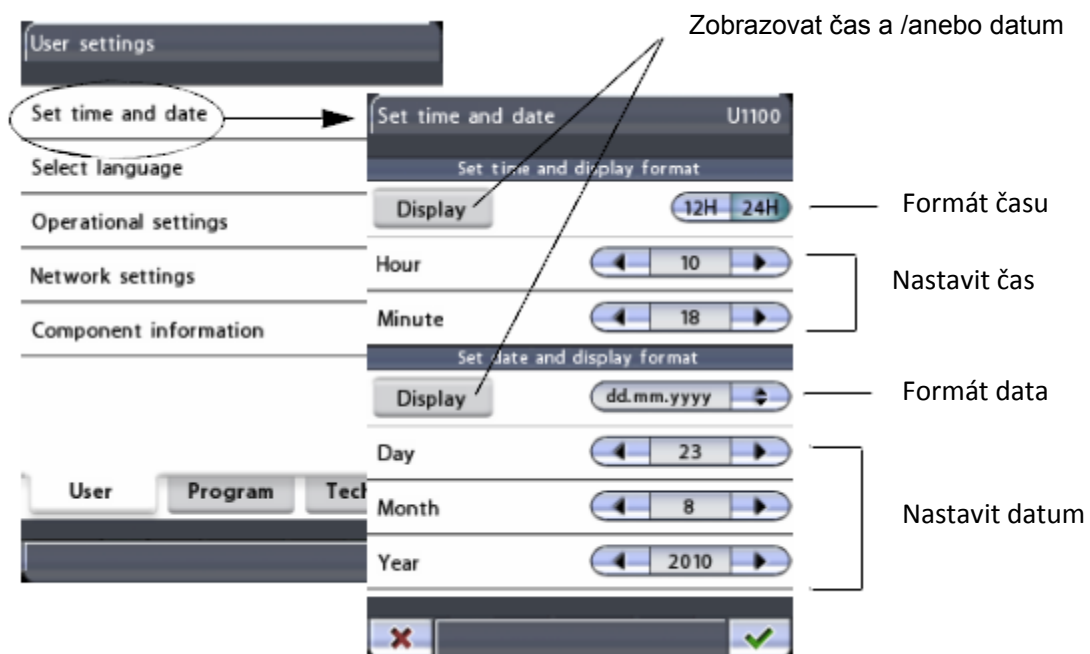 Zobrazovat čas a /anebo datum
User settings
Set time and date
Select language
Operational settings
Network settings
Component information
User
Program
Set time and date U1100
Set time and display format
Display 12H 24H
Formát času
Hour 10
Nastavit čas
Minute 18
Set date and display format
Display dd.mm.yyyy
Formát data
Day 23
Month 8
Nastavit datum
Year 2010